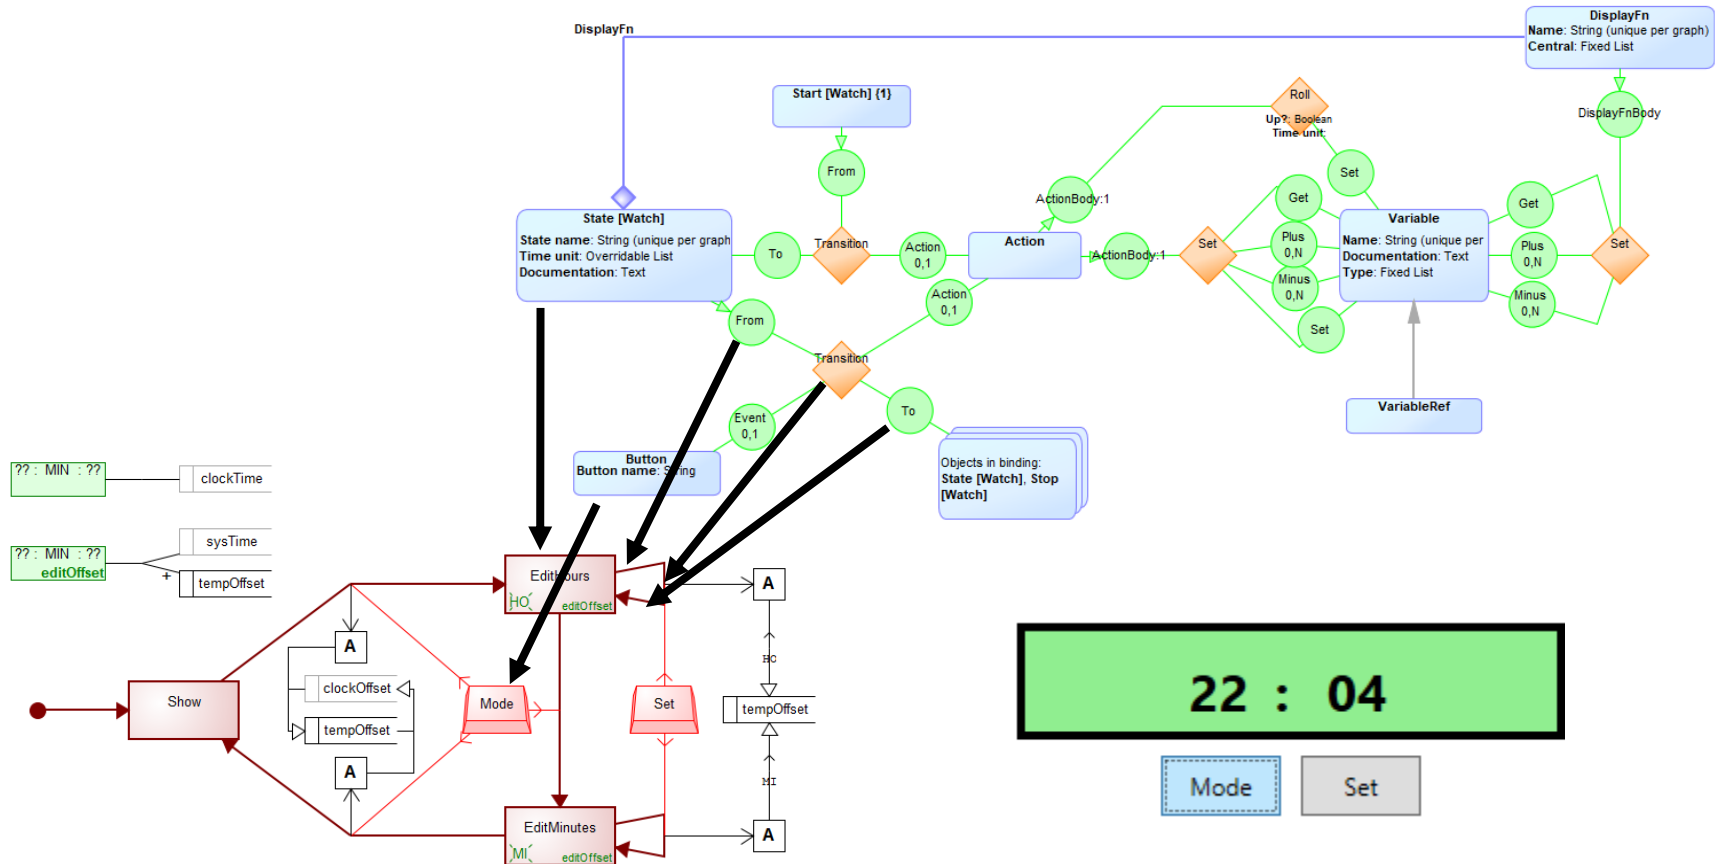 DisplayFn
DisplayFn
Name: String (unique per graph)
Central: Fixed List
Start [Watch] {1}
Roll
Up?: Boolean
Time unit:
DisplayFnBody
From
Set
ActionBody:1
Get
Get
State [Watch]
State name: String (unique per graph
Time unit: Overridable List
Documentation: Text
To
Transition
Action
0,1
Action
ActionBody:1
Set
Plus
0,N
Minus
0,N
Set
Variable
Name: String (unique per
Documentation: Text
Type: Fixed List
Plus
0,N
Minus
0,N
Set
Action
0,1
From
Transition
Event
0,1
To
VariableRef
Button
Button name: String
Objects in binding:
State [Watch], Stop
[Watch]
?? : MIN : ??
clockTime
?? : MIN : ??
editOffset
sysTime
+
tempOffset
EditHours
HO
editOffset
A
A
HO
clockOffset
tempOffset
A
Show
Mode
Set
tempOffset
MI
EditMinutes
MI
editOffset
A
22 : 04
Mode
Set